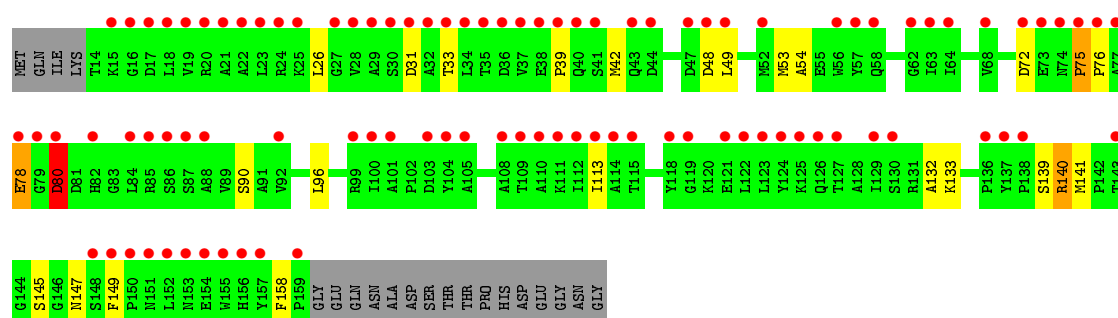 MET GLN ILE LYS T14 K15 G16 D17 L18 V19 R20 A21 A22 L23 R24 K25 L26 G27 V28 A29 S30 D31 A32 T33 L34 T35 D36 V37 E38 P39 Q40 S41 M42 Q43 D44 D47 D48 L49 M52 M53 A54 E55 W56 Y57 Q58 G62 I63 I64 V68 D72 E73 N74 P75 P76 A77
E78 G79 D80 D81 H82 G83 L84 R85 S86 S87 A88 V89 S90 A91 V92 L96 R99 I100 A101 P102 D103 Y104 A105 A108 T109 A110 K111 I112 I113 A114 T115 Y118 G119 K120 E121 L122 L123 Y124 K125 Q126 T127 A128 I129 S130 R131 A132 K133 P136 Y137 P138 S139 R140 M141 P142 T143
G144 S145 G146 N147 S148 F149 P150 N151 L152 N153 E154 W155 H156 Y157 F158 P159 GLY GLU GLN ASN ALA ASP SER THR THR PRO HIS ASP GLU GLY ASN GLY